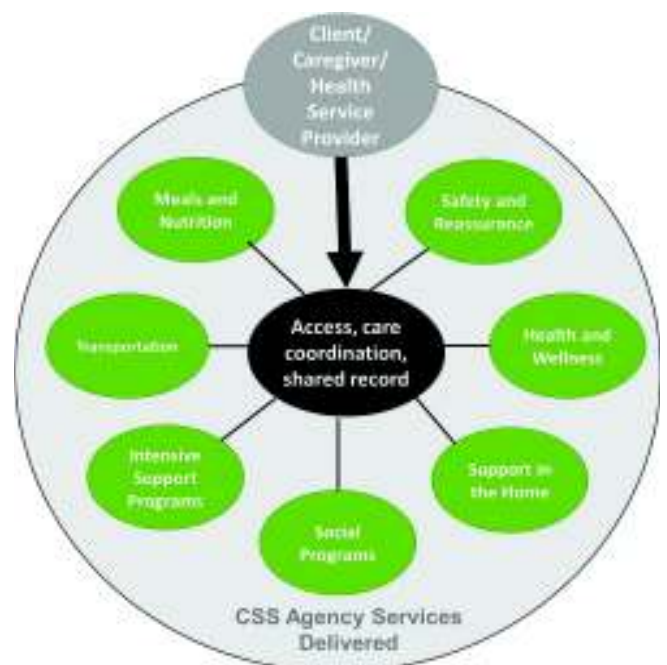 Client/
Caregiver/
Health
Service
Provider
Meals and
Nutrition
Safety and
Reassurance
Transportation
Access, care
coordination,
shared record
Health and
Wellness
Intensive
Support
Programs
Support in
the Home
Social
Programs
CSS Agency Services
Delivered